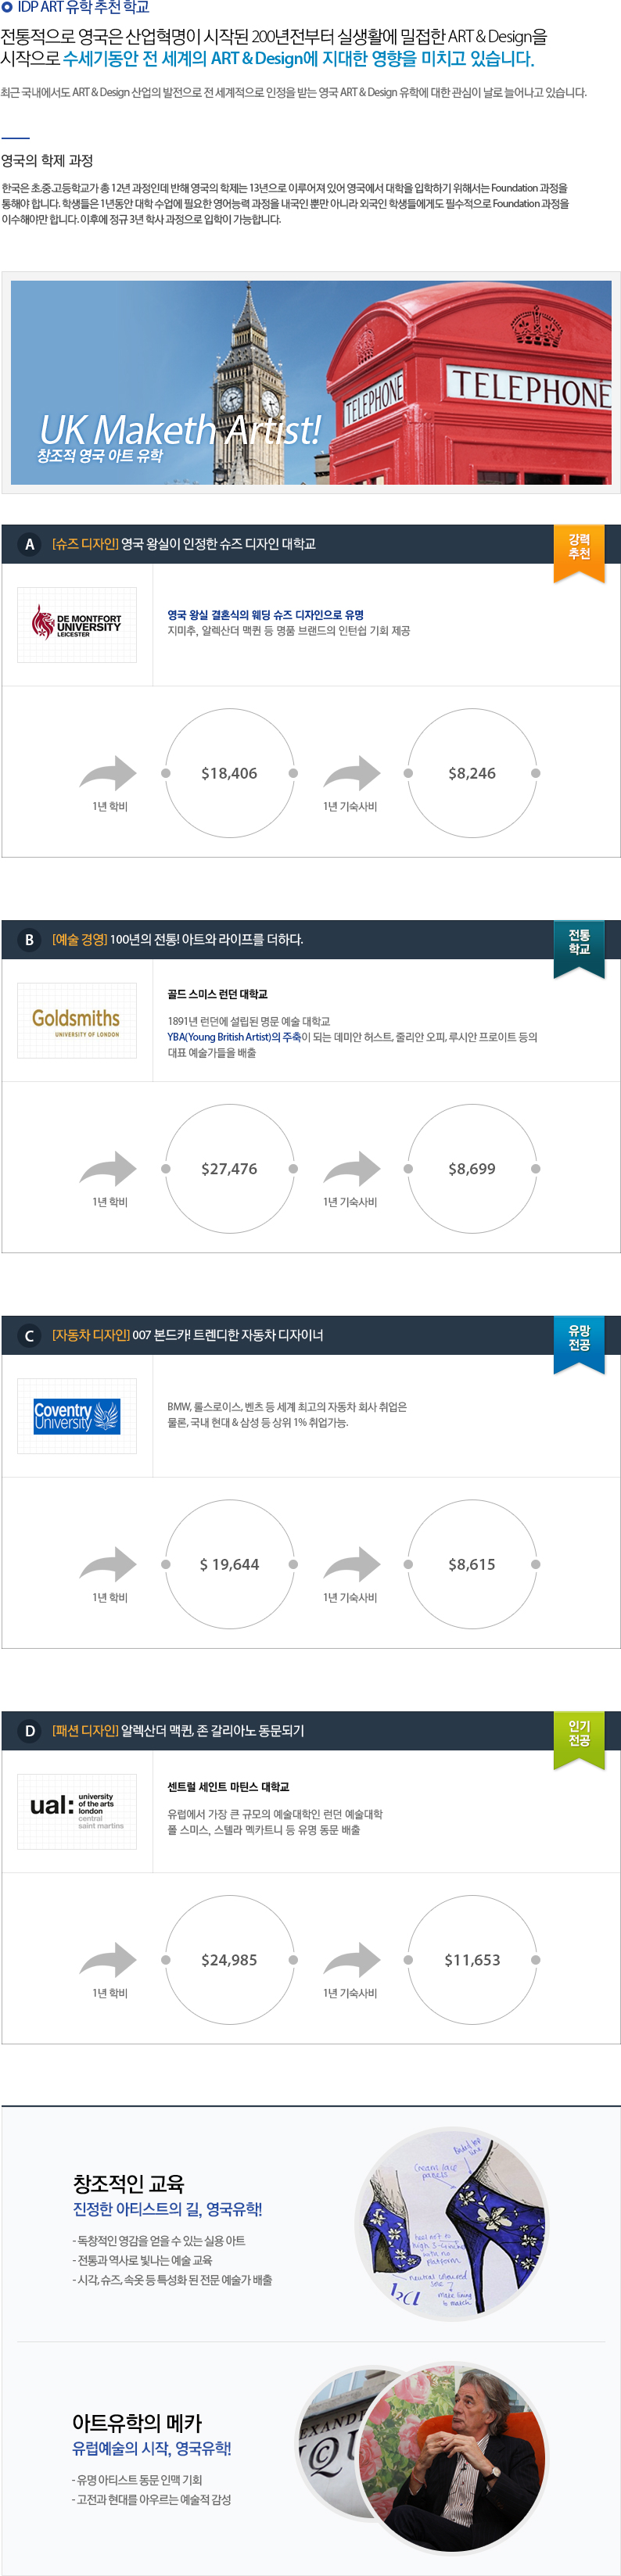 IDP ART 유학 추천 학교
전통적으로 영국은 산업혁명이 시작된 200년전부터 실생활에 밀접한 ART & Design을
시작으로 수세기동안 전 세계의 ART & Design에 지대한 영향을 미치고 있습니다.
최근 국내에서도 ART & Design 산업의 발전으로 전 세계적으로 인정을 받는 영국 ART & Design 유학에 대한 관심이 날로 늘어나고 있습니다.
영국의 학제 과정
한국은 초.중.고등학교가 총 12년 과정인데 반해 영국의 학제는 13년으로 이루어져 있어 영국에서 대학을 입학하기 위해서는 Foundation 과정을
통해야 합니다. 학생들은 1년동안 대학 수업에 필요한 영어능력 과정을 내국인 뿐만 아니라 외국인 학생들에게도 필수적으로 Foundation 과정을
이수해야만 합니다. 이후에 정규 3년 학사 과정으로 입학이 가능합니다.
TELEPHONE
TELEPHONE
UK Maketh Artist!
창조적 영국 아트 유학
A [슈즈 디자인] 영국 왕실이 인정한 슈즈 디자인 대학교
강력
추천
DE MONTFORT
UNIVERSITY
LEICESTER
영국 왕실 결혼식의 웨딩 슈즈 디자인으로 유명
지미추, 알렉산더 맥퀸 등 명품 브랜드의 인턴쉽 기회 제공
$18,406
$8,246
1년 학비
1년 기숙사비
B [예술 경영] 100년의 전통! 아트와 라이프를 더하다.
전통
학교
Goldsmiths
UNIVERSITY OF LONDON
골드 스미스 런던 대학교
1891년 런던에 설립된 명문 예술 대학교
YBA(Young British Artist)의 주축이 되는 데미안 허스트, 줄리안 오피, 루시안 프로이트 등의
대표 예술가들을 배출
$27,476
$8,699
1년 학비
1년 기숙사비
C [자동차 디자인] 007 본드카! 트렌디한 자동차 디자이너
유망
전공
Coventry
University
BMW, 롤스로이스, 벤츠 등 세계 최고의 자동차 회사 취업은
물론, 국내 현대 & 삼성 등 상위 1% 취업가능.
$ 19,644
$8,615
1년 학비
1년 기숙사비
D [패션 디자인] 알렉산더 맥퀸, 존 갈리아노 동문되기
인기
전공
ual:
university
of the arts
london
central
saint martins
센트럴 세인트 마틴스 대학교
유럽에서 가장 큰 규모의 예술대학인 런던 예술대학
폴 스미스, 스텔라 멕카트니 등 유명 동문 배출
$24,985
$11,653
1년 학비
1년 기숙사비
창조적인 교육
진정한 아티스트의 길, 영국유학!
- 독창적인 영감을 얻을 수 있는 실용 아트
- 전통과 역사로 빛나는 예술 교육
- 시각, 슈즈, 속옷 등 특성화 된 전문 예술가 배출
panels
platform
neutral coloured
to match
아트유학의 메카
유럽예술의 시작, 영국유학!
- 유명 아티스트 동문 인맥 기회
- 고전과 현대를 아우르는 예술적 감성